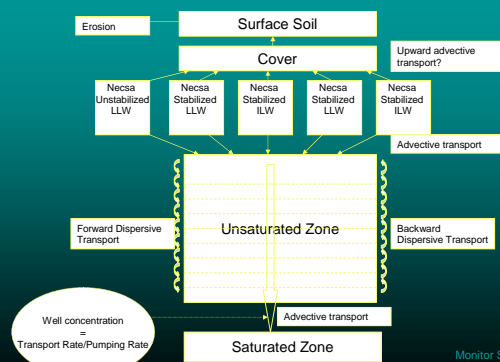 Erosion
Surface Soil
Cover
Upward advective
transport?
Necsa
Unstabilized
LLW
Necsa
Stabilized
LLW
Necsa
Stabilized
ILW
Necsa
Stabilized
LLW
Necsa
Stabilized
ILW
Advective transport
Forward Dispersive
Transport
Unsaturated Zone
Backward
Dispersive Transport
Well concentration
=
Transport Rate/Pumping Rate
Advective transport
Saturated Zone
Monitor S